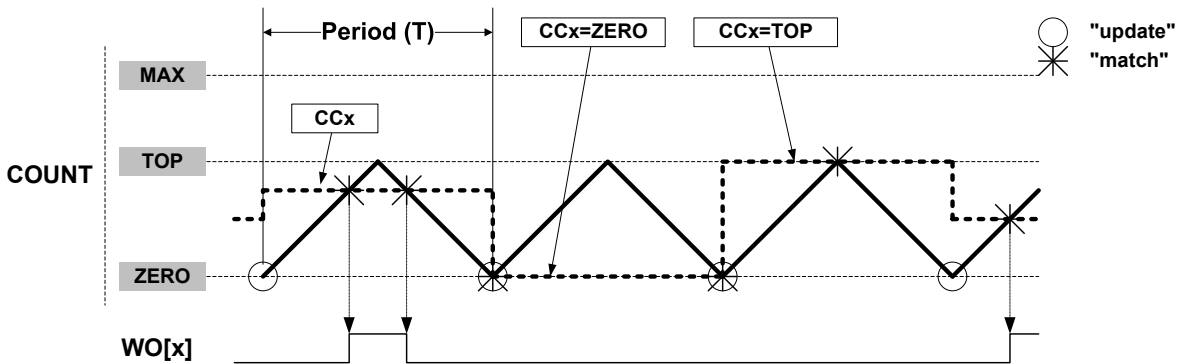 Period (T)
CCx=ZERO
CCx=TOP
"update"
"match"
MAX
CCx
TOP
COUNT
ZERO
WO[x]